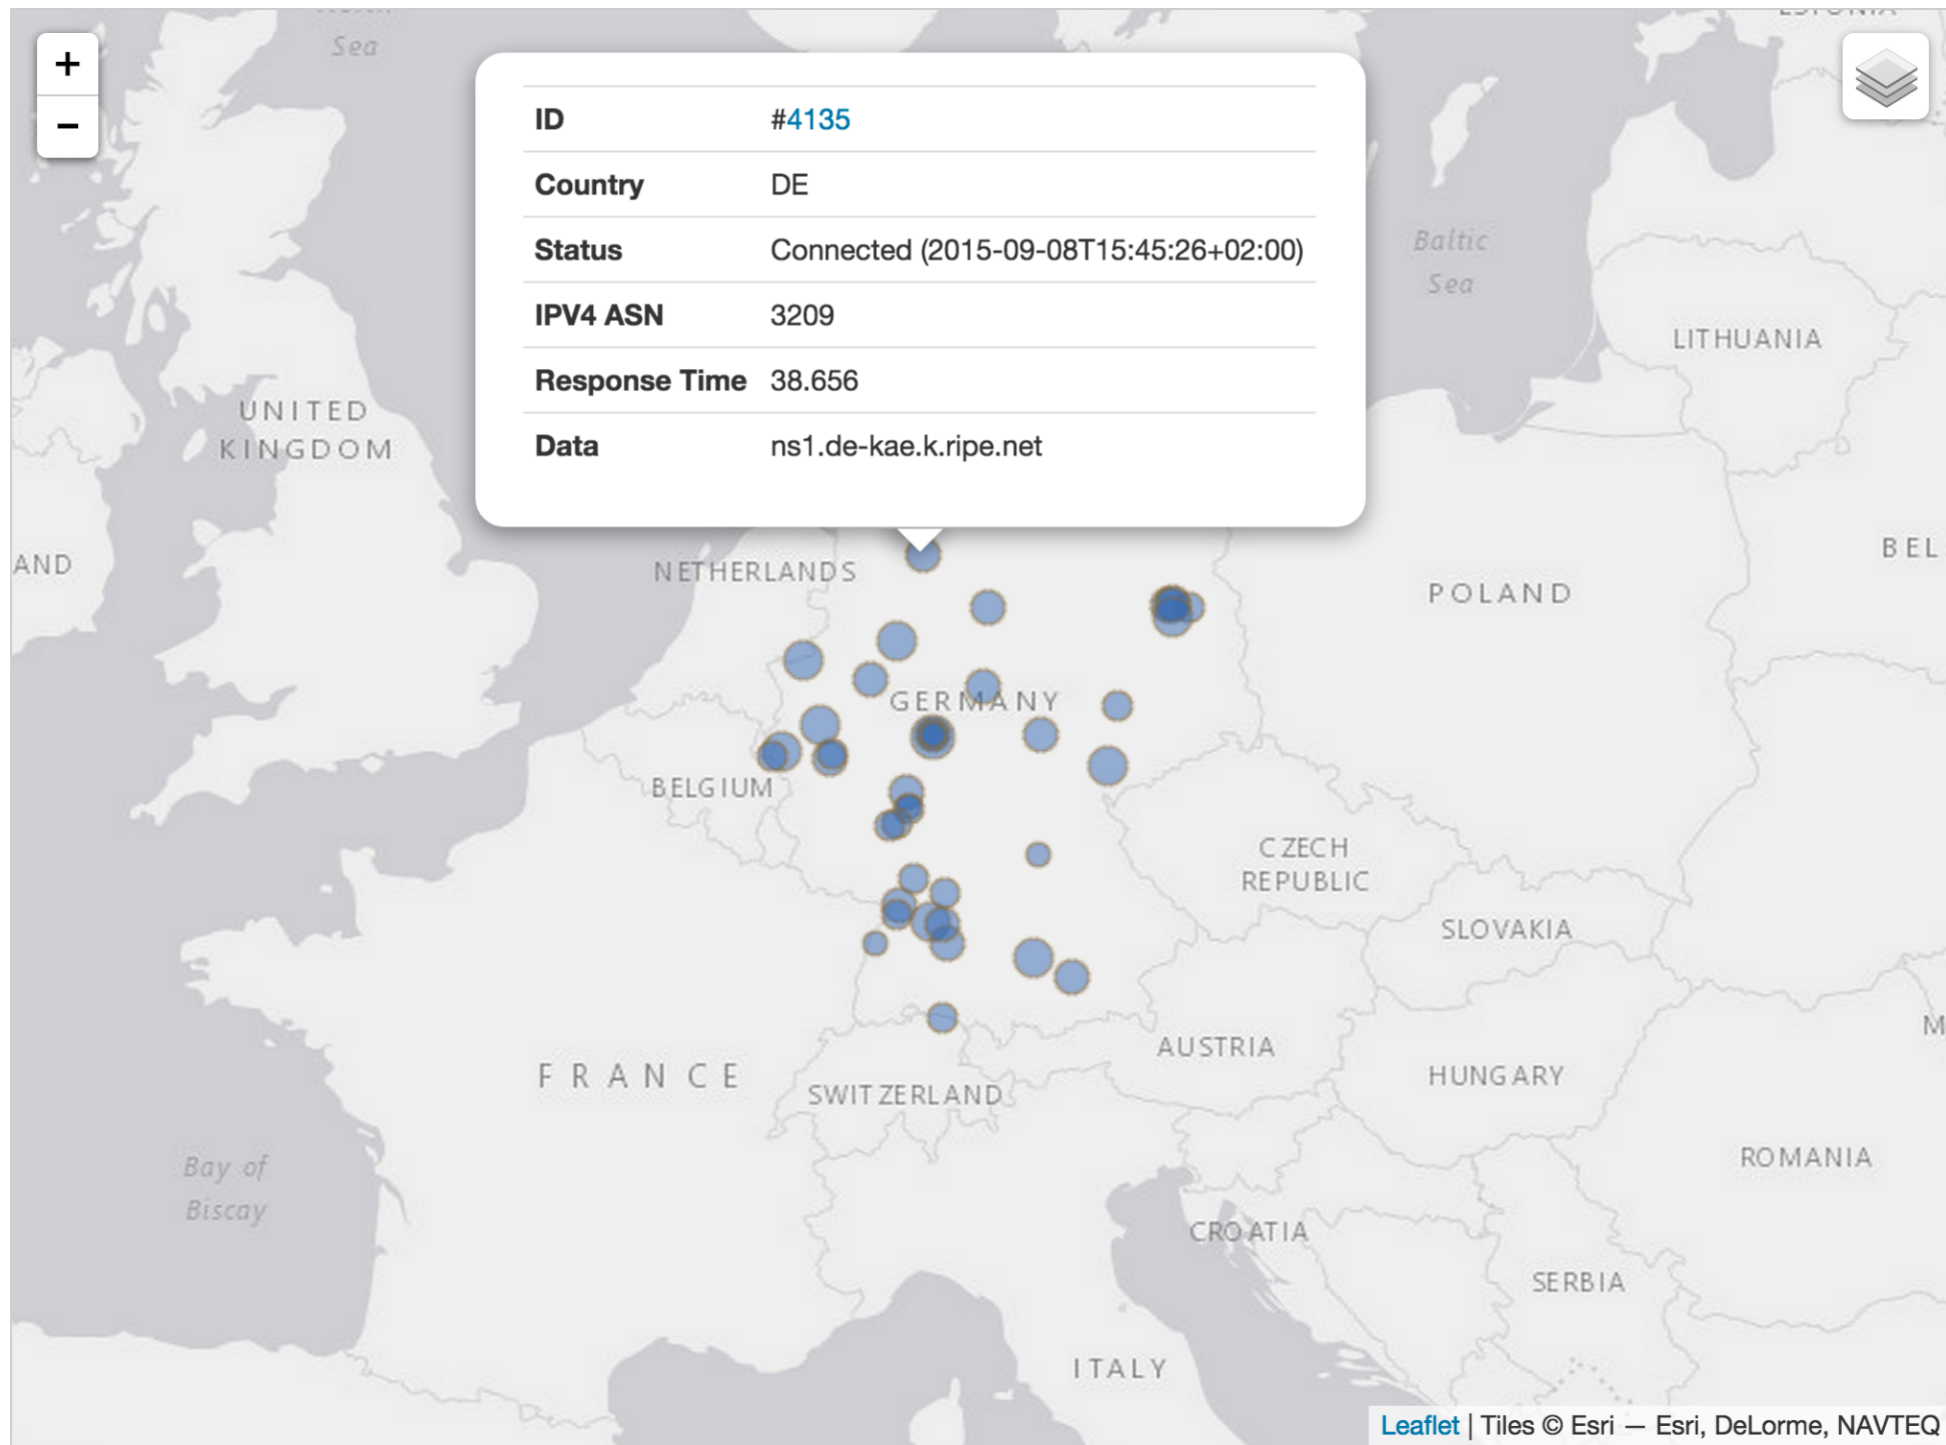 Sea
+
−
ID #4135
Country DE
Status Connected (2015-09-08T15:45:26+02:00)
IPV4 ASN 3209
Response Time 38.656
Data ns1.de-kae.k.ripe.net
Baltic
Sea
LITHUANIA
UNITED
KINGDOM
AND
NETHERLANDS
BEL
POLAND
GERMANY
BELGIUM
CZECH
REPUBLIC
SLOVAKIA
M
AUSTRIA
FRANCE
HUNGARY
SWITZERLAND
Bay of
Biscay
ROMANIA
CROATIA
SERBIA
ITALY
Leaflet | Tiles © Esri — Esri, DeLorme, NAVTEQ